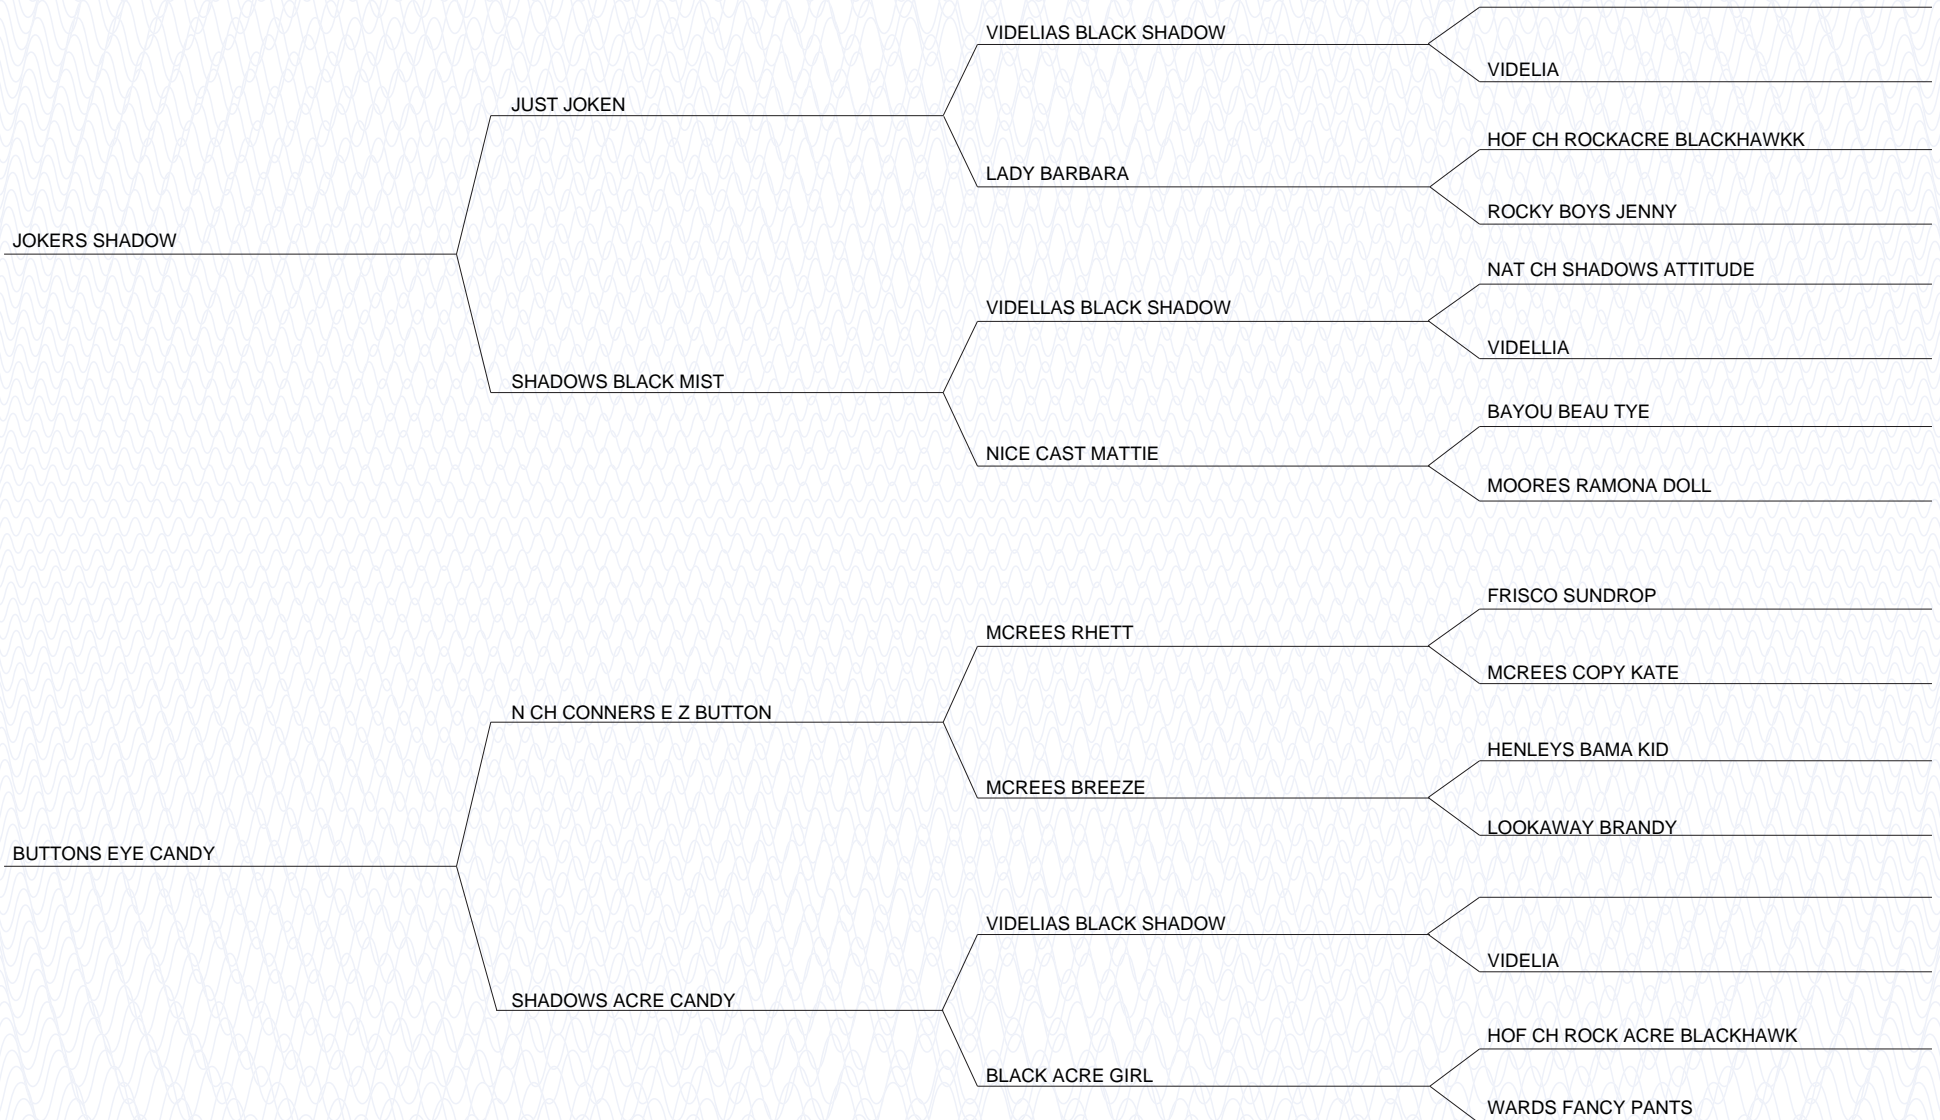 VIDELIAS BLACK SHADOW
VIDELIA
JUST JOKEN
HOF CH ROCKACRE BLACKHAWKK
LADY BARBARA
ROCKY BOYS JENNY
JOKERS SHADOW
NAT CH SHADOWS ATTITUDE
VIDELLAS BLACK SHADOW
VIDELLIA
SHADOWS BLACK MIST
BAYOU BEAU TYE
NICE CAST MATTIE
MOORES RAMONA DOLL
FRISCO SUNDROP
MCREES RHETT
MCREES COPY KATE
N CH CONNERS E Z BUTTON
HENLEYS BAMA KID
MCREES BREEZE
LOOKAWAY BRANDY
BUTTONS EYE CANDY
VIDELIAS BLACK SHADOW
VIDELIA
SHADOWS ACRE CANDY
HOF CH ROCK ACRE BLACKHAWK
BLACK ACRE GIRL
WARDS FANCY PANTS